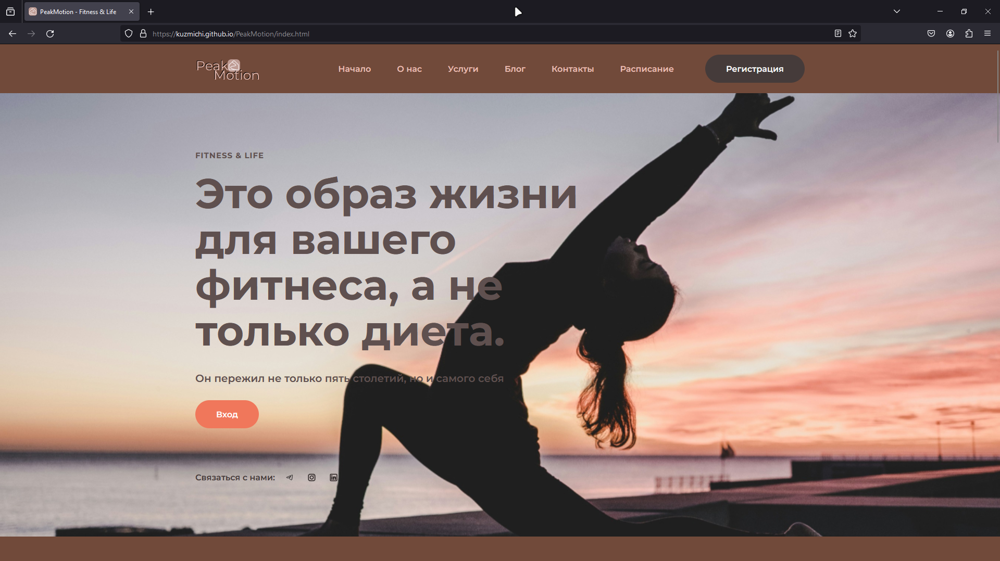 PeakMotion - Fitness & Life
https://kuzmichi.github.io/PeakMotion/index.html
Peak
Motion
Начало
О нас
Услуги
Блог
Контакты
Расписание
Регистрация
FITNESS & LIFE
Это образ жизни
для вашего
фитнеса, а не
только диета.
Он пережил не только пять столетий, но и самого себя
Вход
Связаться с нами: